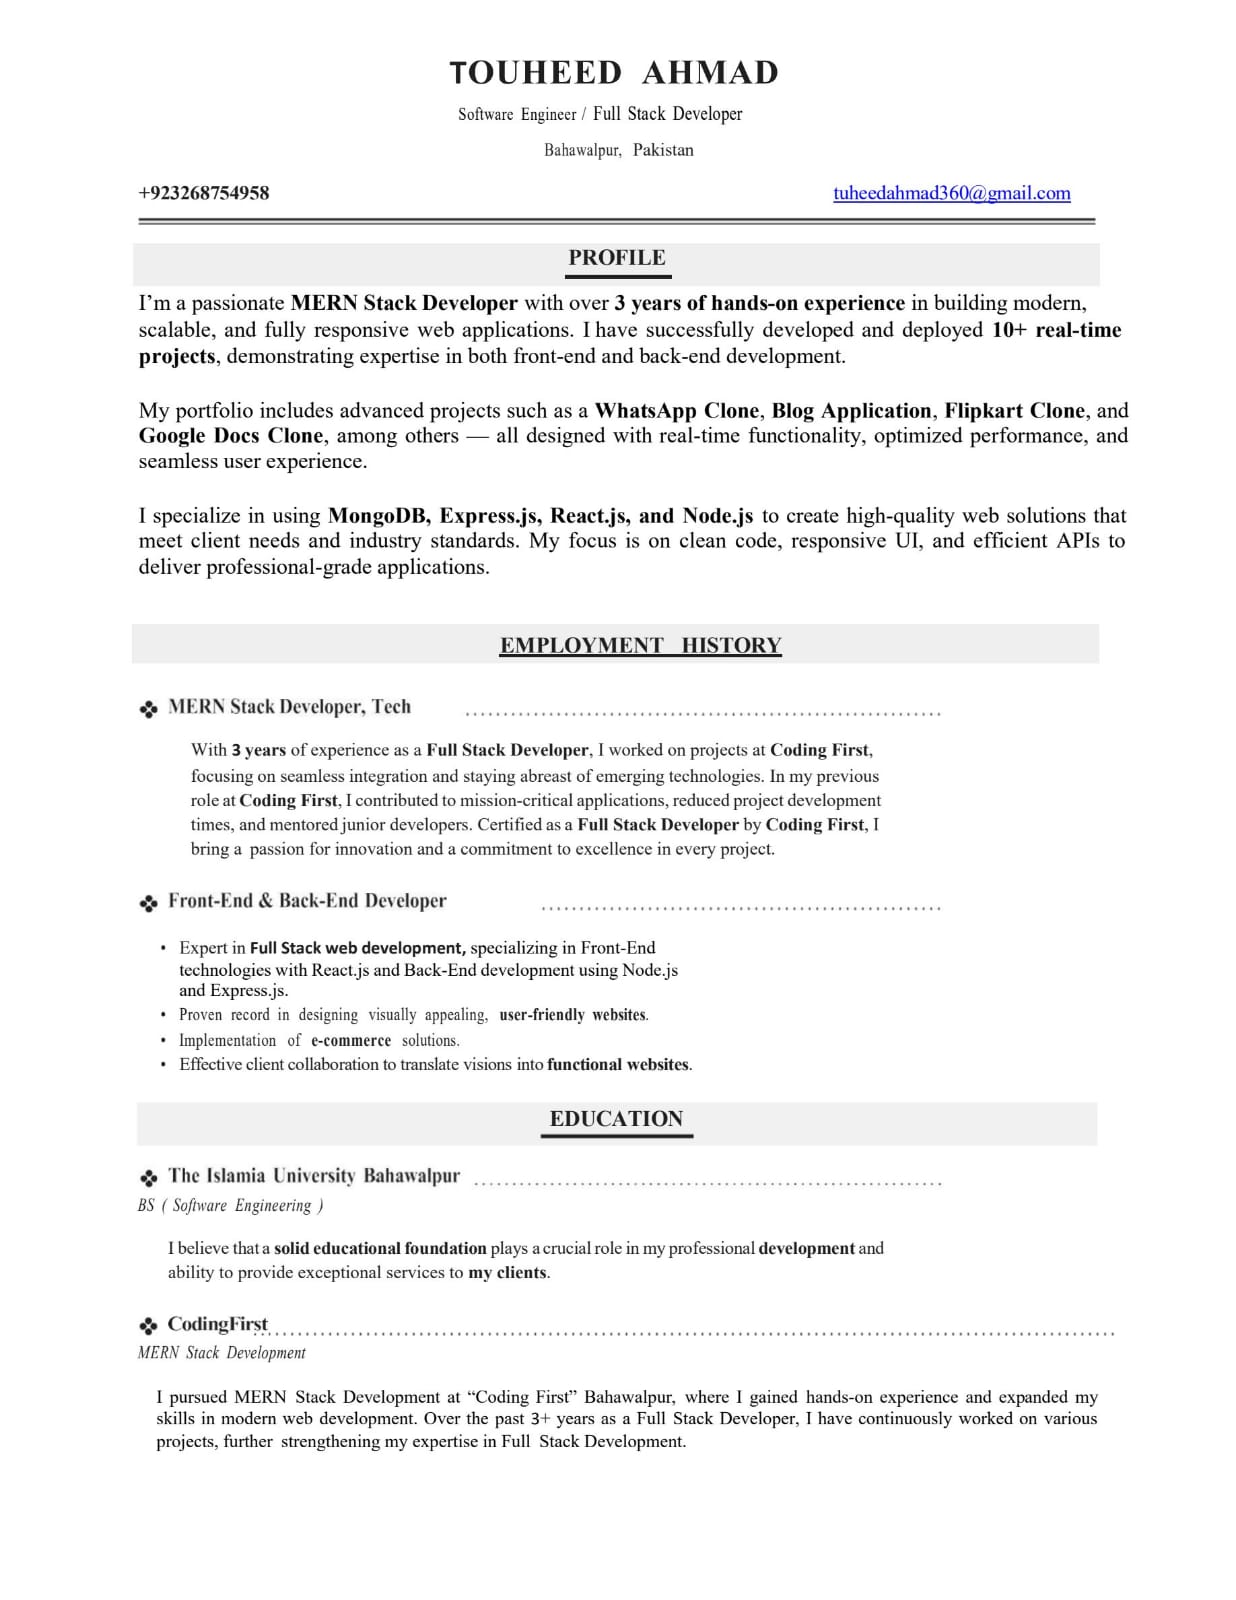 TOUHEED AHMAD
Software Engineer / Full Stack Developer
Bahawalpur, Pakistan
+923268754958 tuheedahmad360@gmail.com
PROFILE
I’m a passionate MERN Stack Developer with over 3 years of hands-on experience in building modern,
scalable, and fully responsive web applications. I have successfully developed and deployed 10+ real-time
projects, demonstrating expertise in both front-end and back-end development.
My portfolio includes advanced projects such as a WhatsApp Clone, Blog Application, Flipkart Clone, and
Google Docs Clone, among others — all designed with real-time functionality, optimized performance, and
seamless user experience.
I specialize in using MongoDB, Express.js, React.js, and Node.js to create high-quality web solutions that
meet client needs and industry standards. My focus is on clean code, responsive UI, and efficient APIs to
deliver professional-grade applications.
EMPLOYMENT HISTORY
MERN Stack Developer, Tech
With 3 years of experience as a Full Stack Developer, I worked on projects at Coding First,
focusing on seamless integration and staying abreast of emerging technologies. In my previous
role at Coding First, I contributed to mission-critical applications, reduced project development
times, and mentored junior developers. Certified as a Full Stack Developer by Coding First, I
bring a passion for innovation and a commitment to excellence in every project.
Front-End & Back-End Developer
• Expert in Full Stack web development, specializing in Front-End
technologies with React.js and Back-End development using Node.js
and Express.js.
• Proven record in designing visually appealing, user-friendly websites.
• Implementation of e-commerce solutions.
• Effective client collaboration to translate visions into functional websites.
EDUCATION
The Islamia University Bahawalpur
BS ( Software Engineering )
I believe that a solid educational foundation plays a crucial role in my professional development and
ability to provide exceptional services to my clients.
CodingFirst
MERN Stack Development
I pursued MERN Stack Development at “Coding First” Bahawalpur, where I gained hands-on experience and expanded my
skills in modern web development. Over the past 3+ years as a Full Stack Developer, I have continuously worked on various
projects, further strengthening my expertise in Full Stack Development.